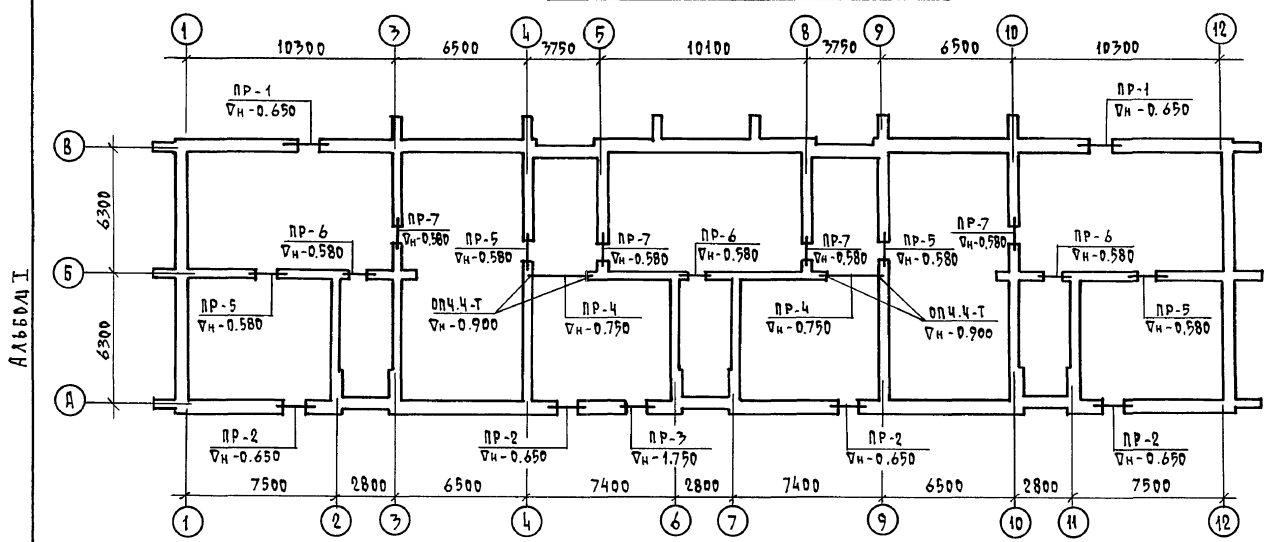 1 3 4 5 8 9 10 12
10300 6500 3750 10100 3750 6500 10300
ПР-1
∇н-0.650
ПР-1
∇н-0.650
В
6300
ПР-6
∇н-0.580
ПР-7
∇н-0.580
ПР-5
∇н-0.580
ПР-7
∇н-0.580
ПР-6
∇н-0.580
ПР-7
∇н-0.580
ПР-5
∇н-0.580
ПР-7
∇н-0.580
ПР-6
∇н-0.580
Б
ПР-5
∇н-0.580
ОП4.4-Т
∇н-0.900
ПР-4
∇н-0.750
ПР-4
∇н-0.750
ОП4.4-Т
∇н-0.900
ПР-5
∇н-0.580
6300
Альбом I
А
ПР-2
∇н-0.650
ПР-2
∇н-0.650
ПР-3
∇н-1.750
ПР-2
∇н-0.650
ПР-2
∇н-0.650
7500 2800 6500 7400 2800 7400 6500 2800 7500
1 2 3 4 6 7 9 10 11 12